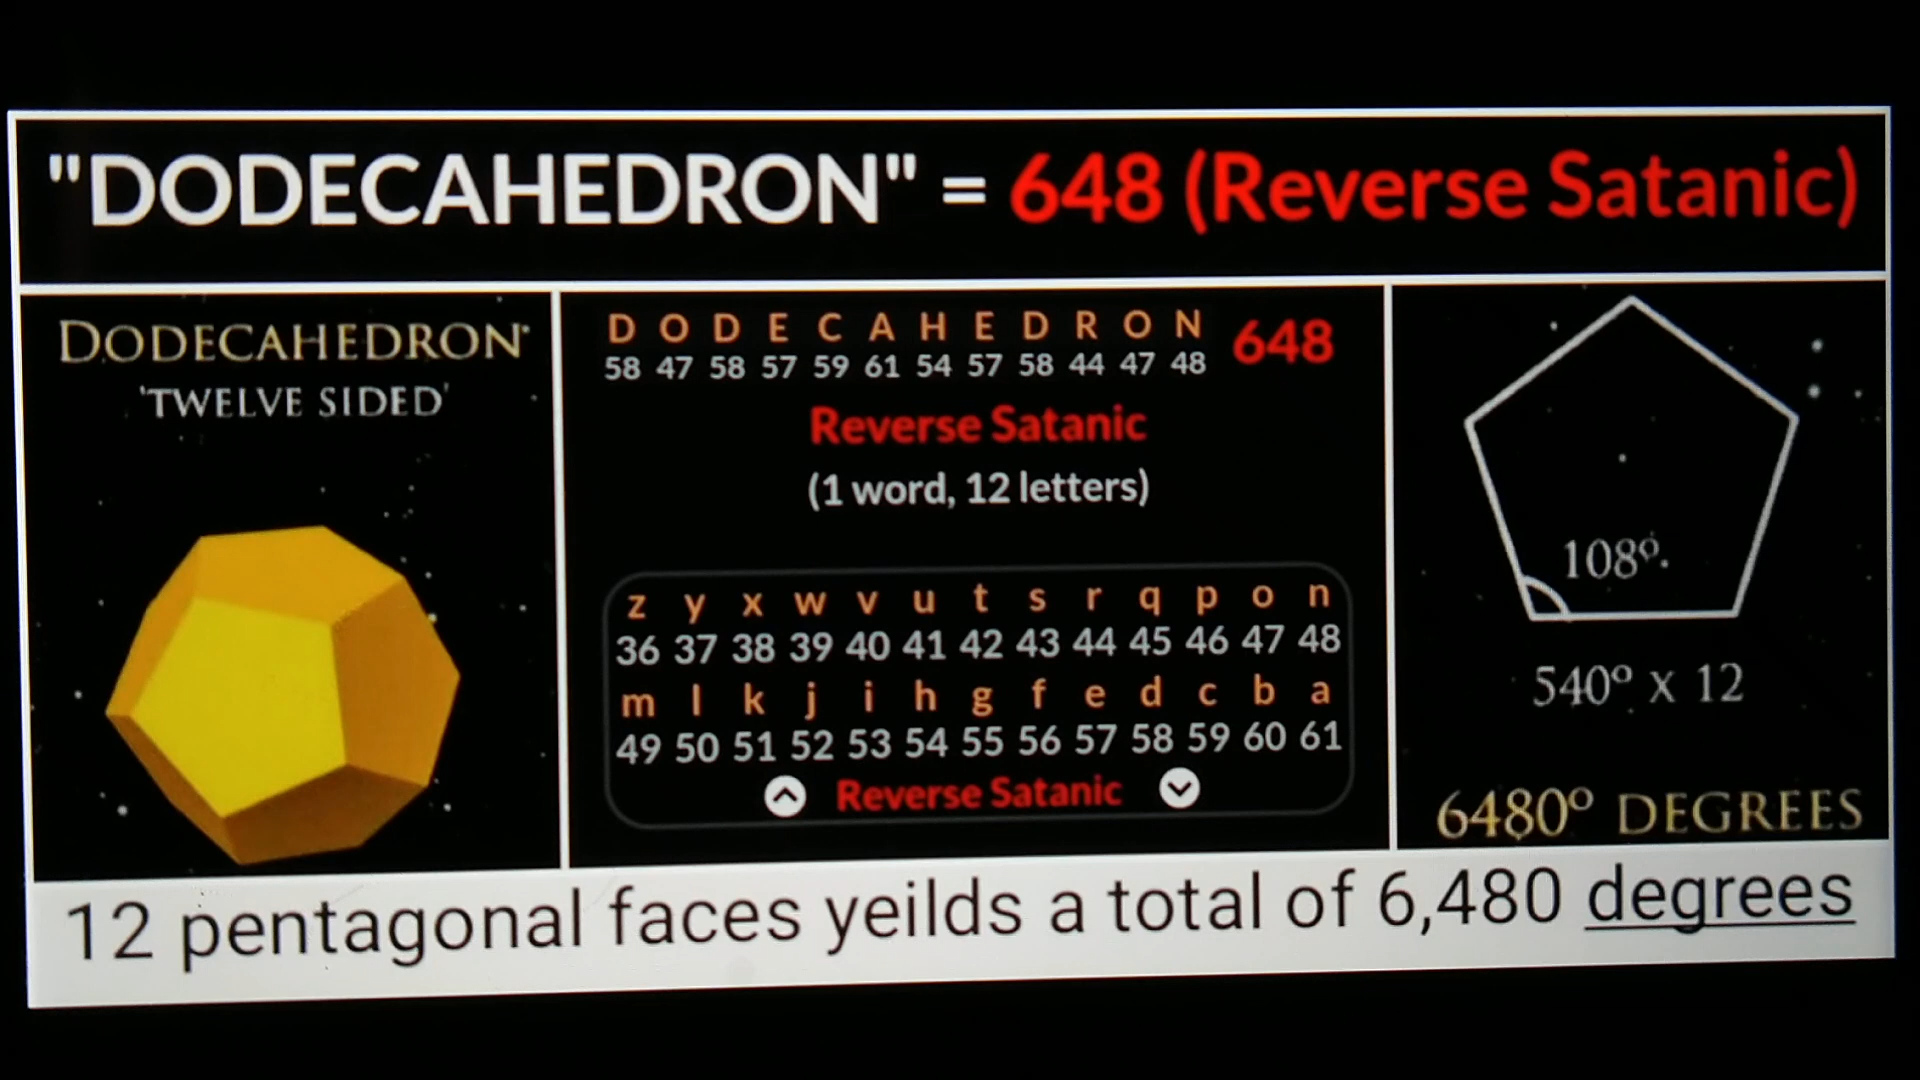 "DODECAHEDRON" = 648 (Reverse Satanic)
DODECAHEDRON
'TWELVE SIDED'
D O D E C A H E D R O N 648
58 47 58 57 59 61 54 57 58 44 47 48
Reverse Satanic
(1 word, 12 letters)
z y x w v u t s r q p o n
36 37 38 39 40 41 42 43 44 45 46 47 48
m l k j i h g f e d c b a
49 50 51 52 53 54 55 56 57 58 59 60 61
Reverse Satanic
108º
540º x 12
6480º DEGREES
12 pentagonal faces yeilds a total of 6,480 degrees